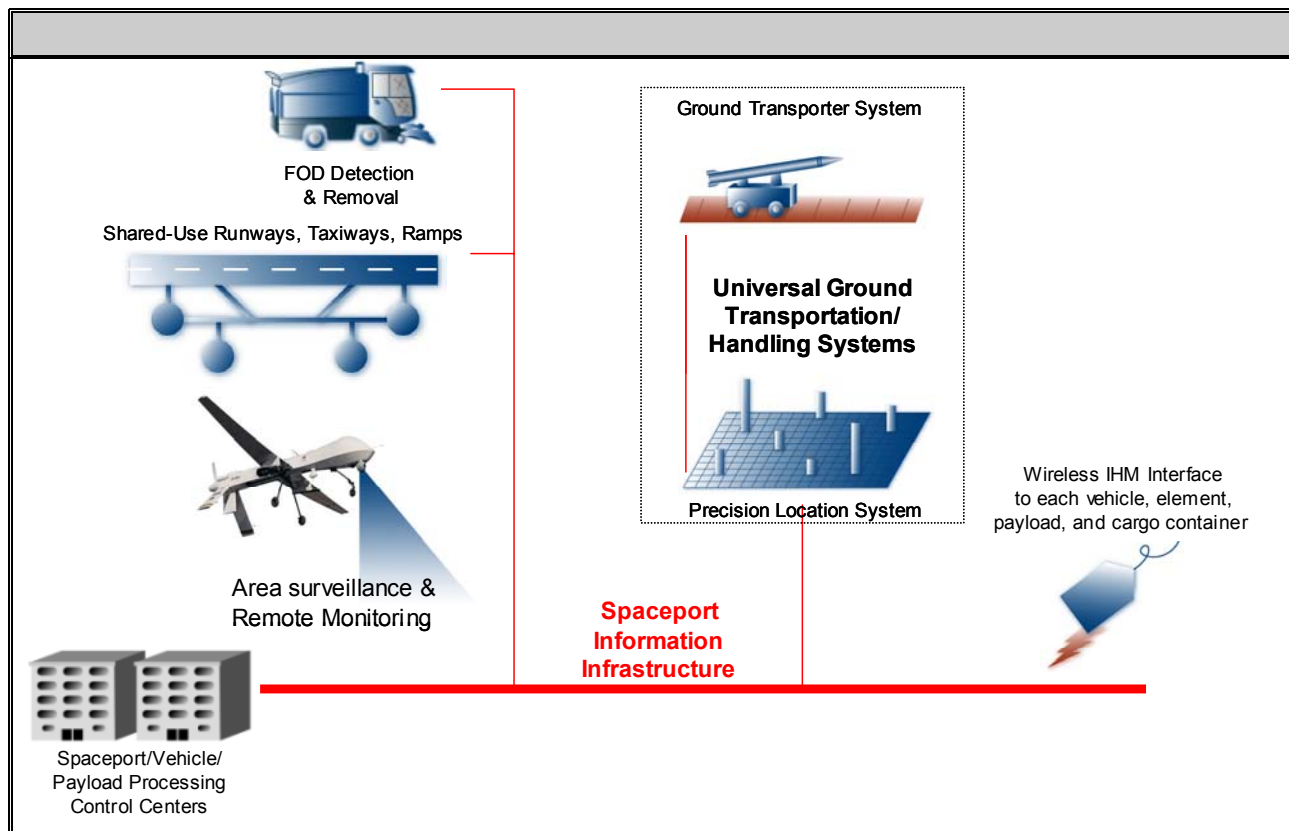 FOD Detection
& Removal
Shared-Use Runways, Taxiways, Ramps
Area surveillance &
Remote Monitoring
Spaceport/Vehicle/
Payload Processing
Control Centers
Ground Transporter System
Universal Ground
Transportation/
Handling Systems
Precision Location System
Spaceport
Information
Infrastructure
Wireless IHM Interface
to each vehicle, element,
payload, and cargo container